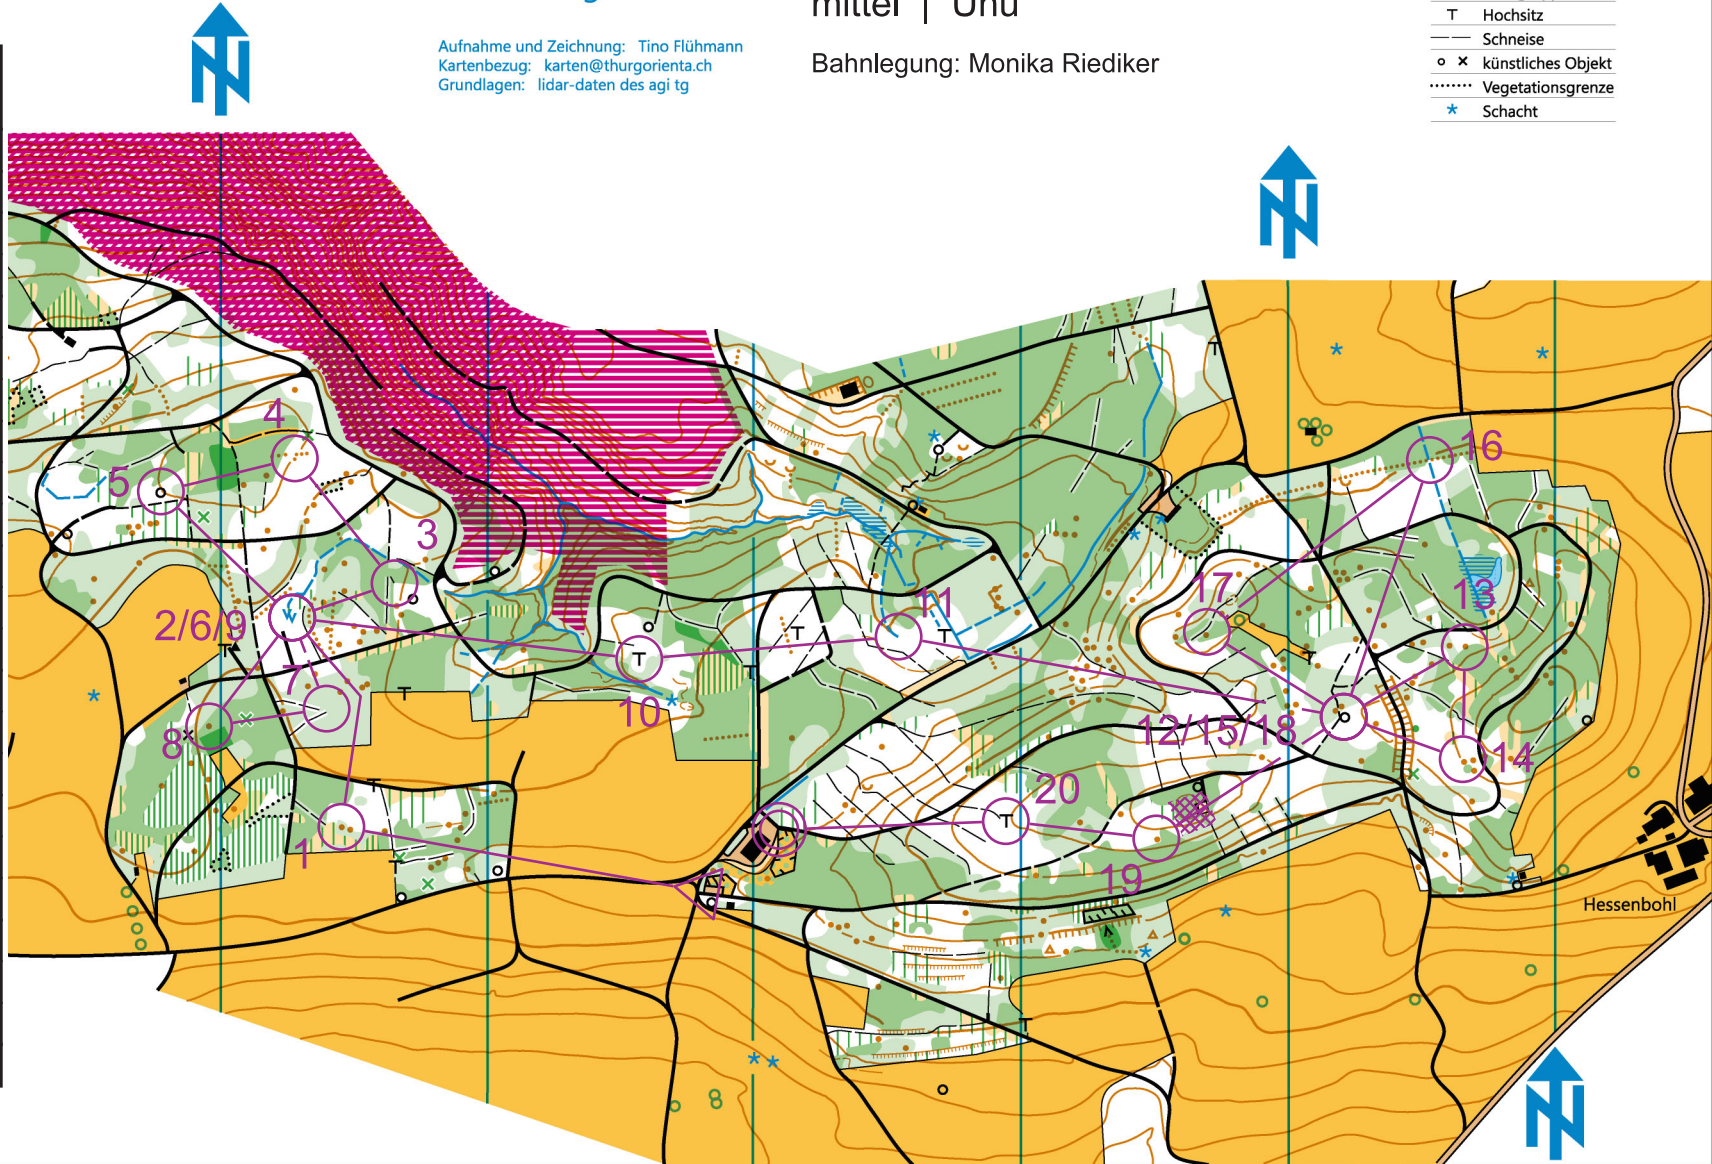 mittel | Uhu
Aufnahme und Zeichnung: Tino Flühmann
Kartenbezug: karten@thurgorienta.ch
Grundlagen: lidar-daten des agi tg
Bahnlegung: Monika Riediker
Hochsitz
Schneise
künstliches Objekt
Vegetationsgrenze
Schacht
4
16
5
3
17
13
11
2/6/9
7
10
12/15/18
8
14
20
1
19
Hessenbohl